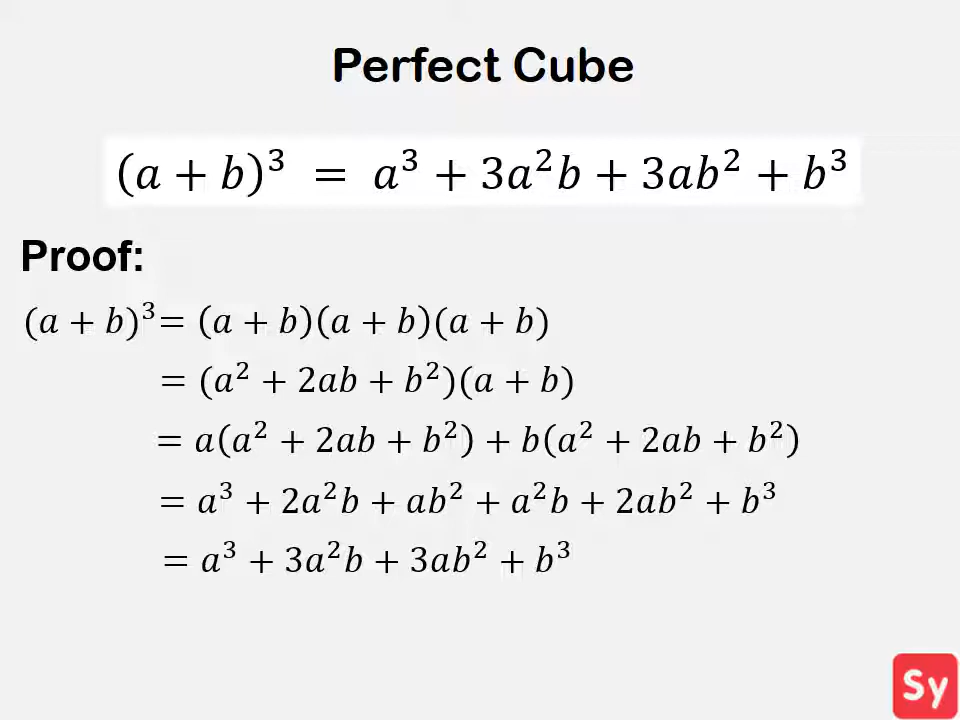 Perfect Cube
(a + b)³ = a³ + 3a²b + 3ab² + b³
Proof:
(a + b)³ = (a + b)(a + b)(a + b)
= (a² + 2ab + b²)(a + b)
= a(a² + 2ab + b²) + b(a² + 2ab + b²)
= a³ + 2a²b + ab² + a²b + 2ab² + b³
= a³ + 3a²b + 3ab² + b³
Sy